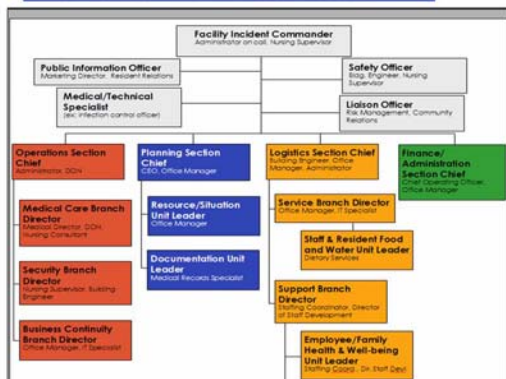 Facility Incident Commander
Administrator on call, Nursing Supervisor
Public Information Officer
Marketing Director, Resident Relations
Safety Officer
Bldg. Engineer, Nursing
Supervisor
Medical/Technical
Specialist
(ex: infection control officer)
Liaison Officer
Risk Management, Community
Relations
Operations Section
Chief
Administrator, DON
Planning Section
Chief
CEO, Office Manager
Logistics Section Chief
Building Engineer, Office
Manager, Administrator
Finance/
Administration
Section Chief
Chief Operating Officer,
Office Manager
Medical Care Branch
Director
Medical Director, DON,
Nursing Consultant
Resource/Situation
Unit Leader
Office Manager
Service Branch Director
Office Manager, IT Specialist
Staff & Resident Food
and Water Unit Leader
Dietary Services
Security Branch
Director
Nursing Supervisor, Building
Engineer
Documentation Unit
Leader
Medical Records Specialist
Support Branch
Director
Staffing Coordinator, Director
of Staff Development
Business Continuity
Branch Director
Office Manager, IT Specialist
Employee/Family
Health & Well-being
Unit Leader
Staffing Coord., Dir. Staff Devl